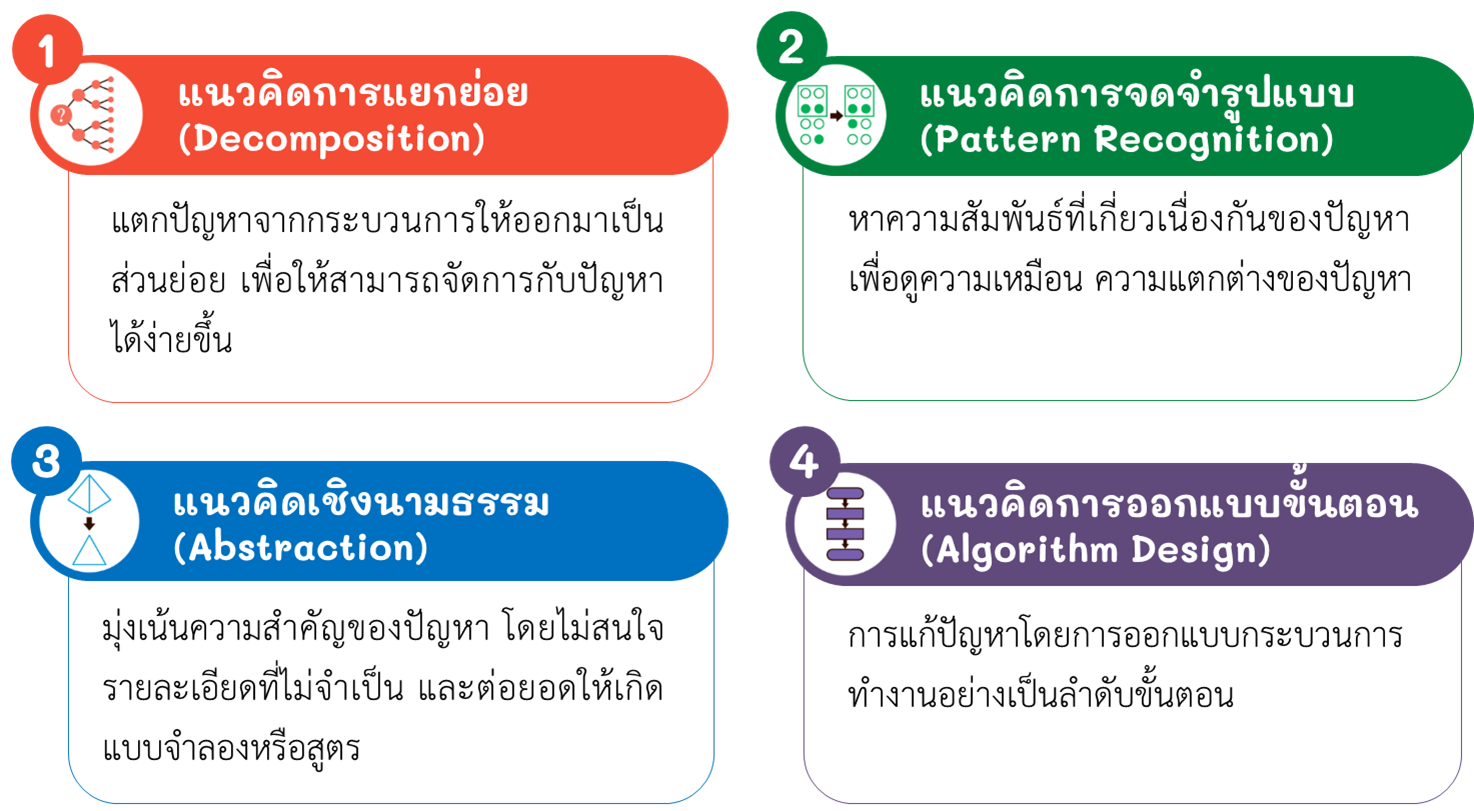 1
แนวคิดการแยกย่อย
(Decomposition)
?
แตกปัญหาจากกระบวนการให้ออกมาเป็น
ส่วนย่อย เพื่อให้สามารถจัดการกับปัญหา
ได้ง่ายขึ้น
2
แนวคิดการจดจำรูปแบบ
(Pattern Recognition)
หาความสัมพันธ์ที่เกี่ยวเนื่องกันของปัญหา
เพื่อดูความเหมือน ความแตกต่างของปัญหา
3
แนวคิดเชิงนามธรรม
(Abstraction)
มุ่งเน้นความสำคัญของปัญหา โดยไม่สนใจ
รายละเอียดที่ไม่จำเป็น และต่อยอดให้เกิด
แบบจำลองหรือสูตร
4
แนวคิดการออกแบบขั้นตอน
(Algorithm Design)
การแก้ปัญหาโดยการออกแบบกระบวนการ
ทำงานอย่างเป็นลำดับขั้นตอน